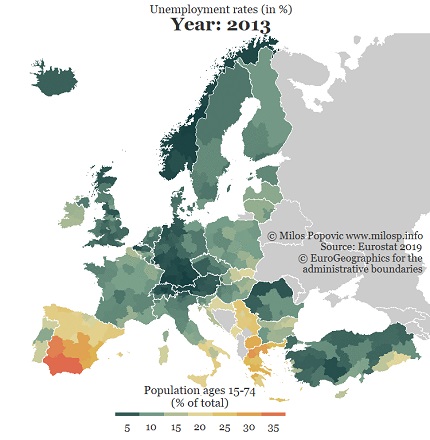 Unemployment rates (in %)
Year: 2013
© Milos Popovic www.milosp.info
Source: Eurostat 2019
© EuroGeographics for the
administrative boundaries
Population ages 15-74
(% of total)
5 10 15 20 25 30 35